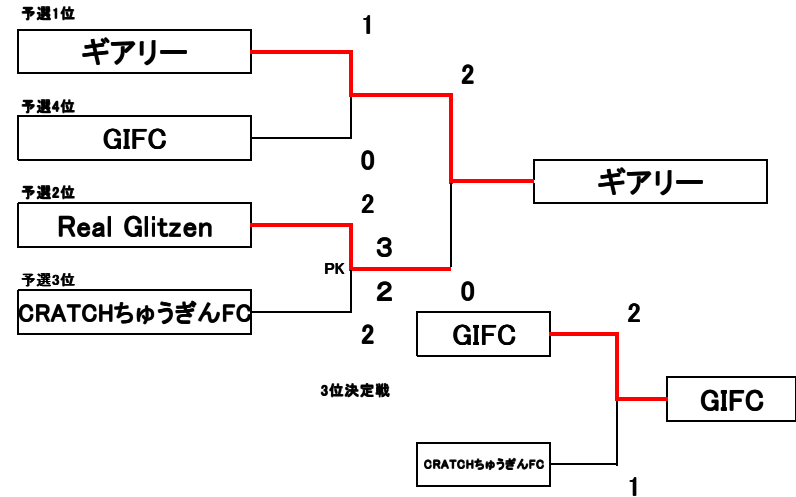 予選1位
1
ギアリー
2
予選4位
GIFC
0
予選2位
ギアリー
2
Real Glitzen
3
PK
予選3位
2
0
CRATCHちゅうぎんFC
2
GIFC
2
3位決定戦
GIFC
CRATCHちゅうぎんFC
1